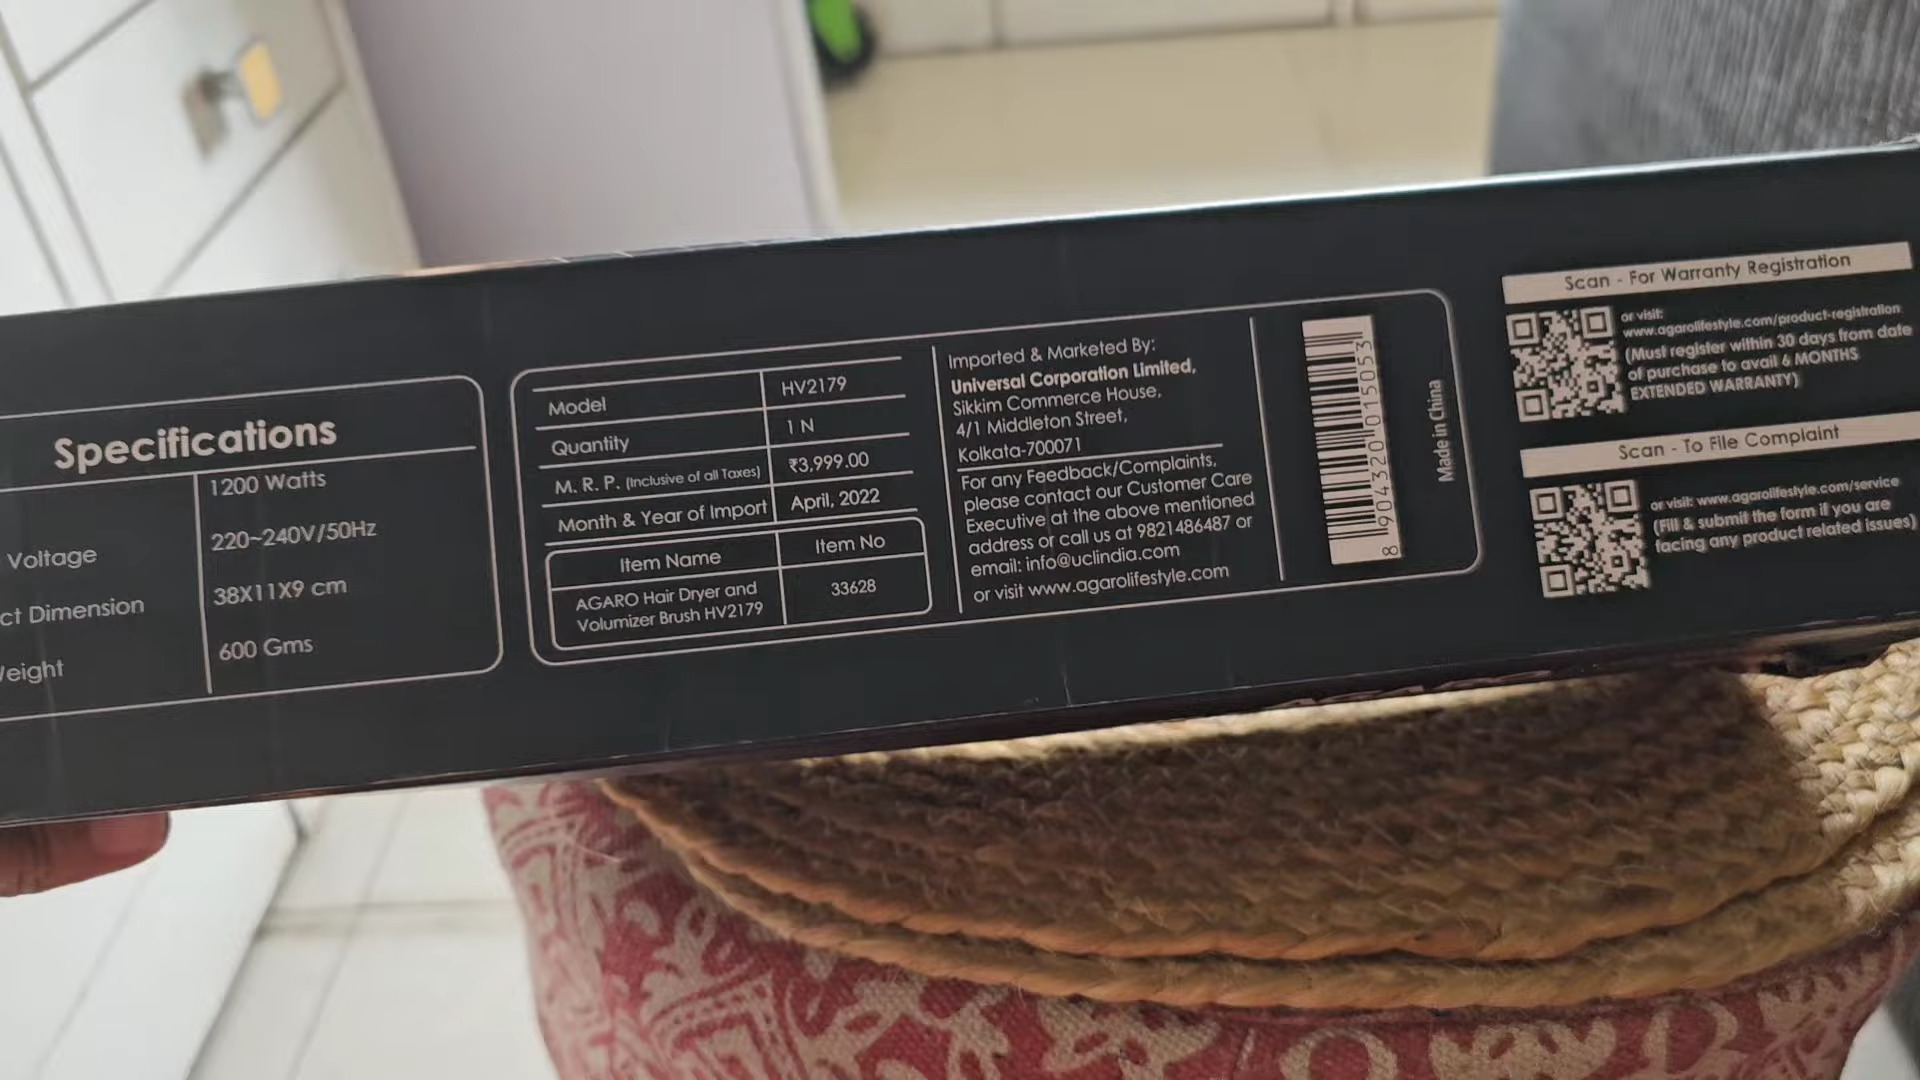 Specifications
1200 Watts
Voltage 220~240V/50Hz
Dimension 38X11X9 cm
600 Gms
Model HV2179
Quantity 1 N
M. R. P. (Inclusive of all Taxes) ₹3,999.00
Month & Year of Import April, 2022
Item Name Item No
AGARO Hair Dryer and
Volumizer Brush HV2179
33628
Imported & Marketed By:
Universal Corporation Limited,
Sikkim Commerce House,
4/1 Middleton Street,
Kolkata-700071
For any Feedback/Complaints,
please contact our Customer Care
Executive at the above mentioned
address or call us at 9821486487 or
email: info@uclindia.com
or visit www.agarolifestyle.com
8 904320 015053
Made in China
Scan - For Warranty Registration
or visit:
www.agarolifestyle.com/product-registration
(Must register within 30 days from date
of purchase to avail 6 MONTHS
EXTENDED WARRANTY)
Scan - To File Complaint
or visit: www.agarolifestyle.com/service
(Fill & submit the form if you are
facing any product related issues)